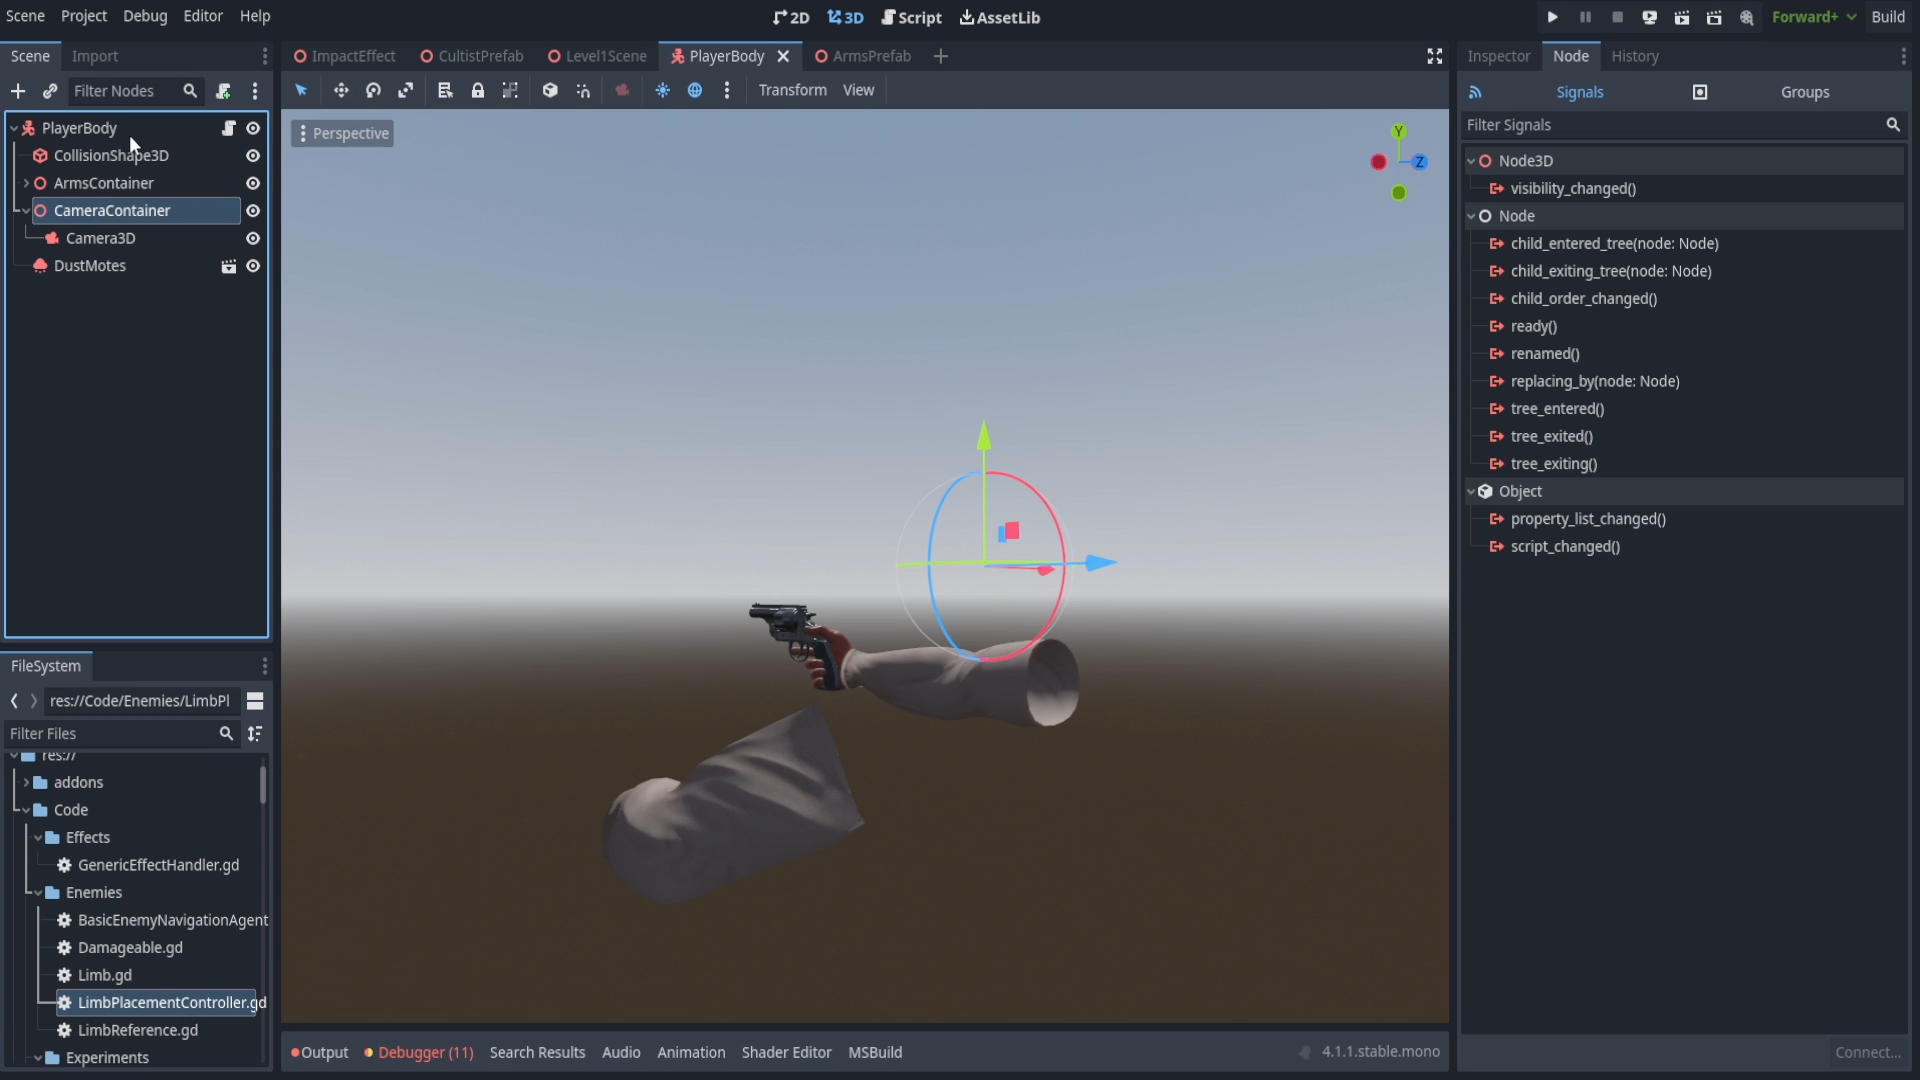 Scene Project Debug Editor Help
2D 3D Script AssetLib
Forward+ Build
Scene Import
ImpactEffect CultistPrefab Level1Scene PlayerBody ArmsPrefab
Inspector Node History
Filter Nodes
Transform View
Signals Groups
Filter Signals
PlayerBody
CollisionShape3D
ArmsContainer
CameraContainer
Camera3D
DustMotes
Perspective
Y
Z
Node3D
visibility_changed()
Node
child_entered_tree(node: Node)
child_exiting_tree(node: Node)
child_order_changed()
ready()
renamed()
replacing_by(node: Node)
tree_entered()
tree_exited()
tree_exiting()
Object
property_list_changed()
script_changed()
FileSystem
res://Code/Enemies/LimbPl
Filter Files
res://
addons
Code
Effects
GenericEffectHandler.gd
Enemies
BasicEnemyNavigationAgent
Damageable.gd
Limb.gd
LimbPlacementController.gd
LimbReference.gd
Experiments
Output Debugger (11) Search Results Audio Animation Shader Editor MSBuild 4.1.1.stable.mono
Connect...